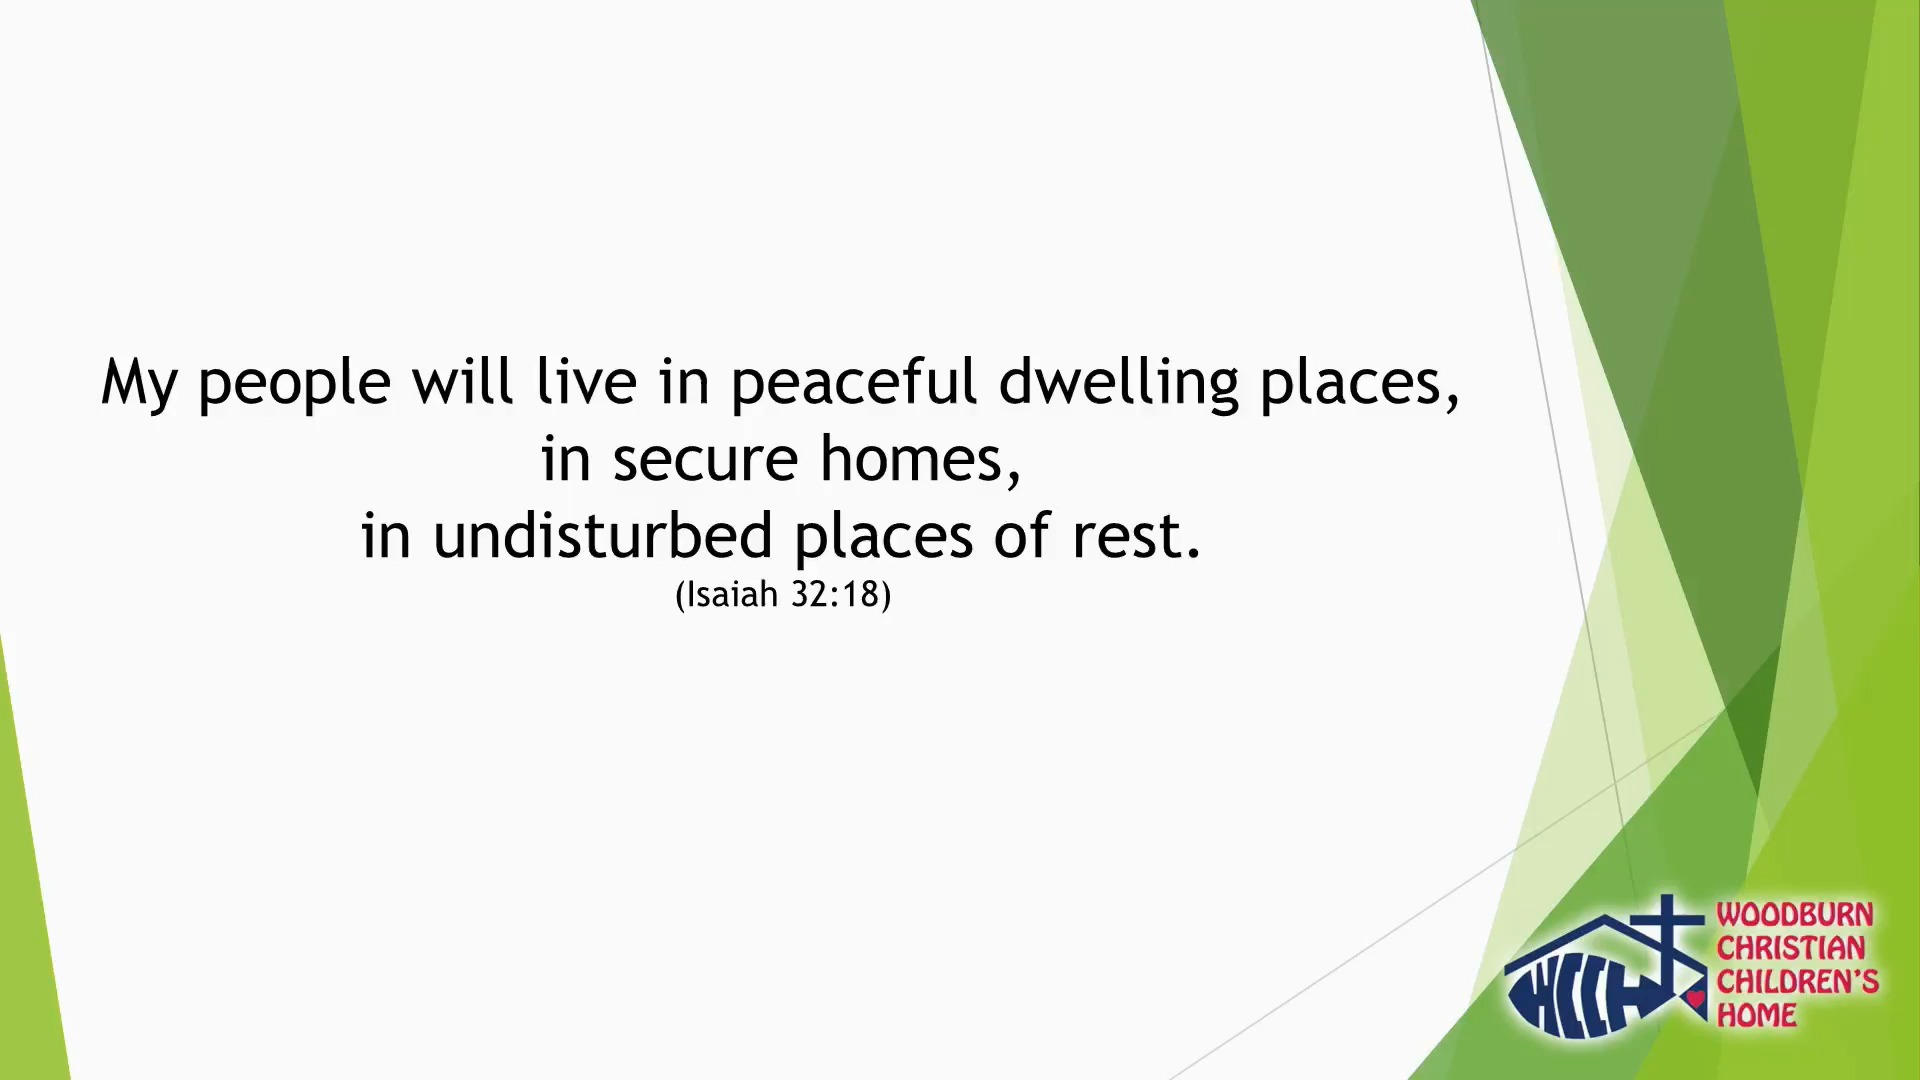 My people will live in peaceful dwelling places,
in secure homes,
in undisturbed places of rest.
(Isaiah 32:18)
WCCH
WOODBURN
CHRISTIAN
CHILDREN'S
HOME